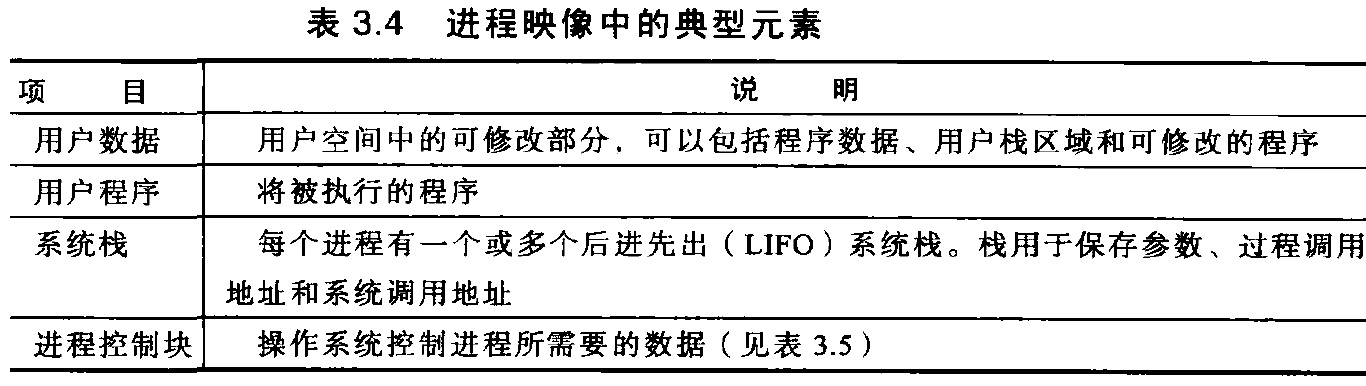 表 3.4 进程映像中的典型元素
项 目 说 明
用户数据 用户空间中的可修改部分，可以包括程序数据、用户栈区域和可修改的程序
用户程序 将被执行的程序
系统栈 每个进程有一个或多个后进先出（LIFO）系统栈。栈用于保存参数、过程调用
地址和系统调用地址
进程控制块 操作系统控制进程所需要的数据（见表 3.5）